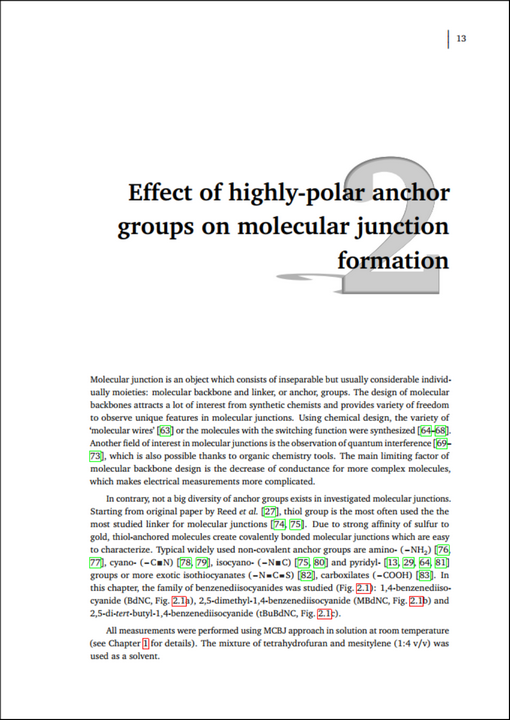 13
2
Effect of highly-polar anchor
groups on molecular junction
formation
Molecular junction is an object which consists of inseparable but usually considerable individ-
ually moieties: molecular backbone and linker, or anchor, groups. The design of molecular
backbones attracts a lot of interest from synthetic chemists and provides variety of freedom
to observe unique features in molecular junctions. Using chemical design, the variety of
'molecular wires' [63] or the molecules with the switching function were synthesized [64–68].
Another field of interest in molecular junctions is the observation of quantum interference [69–
73], which is also possible thanks to organic chemistry tools. The main limiting factor of
molecular backbone design is the decrease of conductance for more complex molecules,
which makes electrical measurements more complicated.
In contrary, not a big diversity of anchor groups exists in investigated molecular junctions.
Starting from original paper by Reed et al. [27], thiol group is the most often used the the
most studied linker for molecular junctions [74, 75]. Due to strong affinity of sulfur to
gold, thiol-anchored molecules create covalently bonded molecular junctions which are easy
to characterize. Typical widely used non-covalent anchor groups are amino- (−NH₂) [76,
77], cyano- (−C≡N) [78, 79], isocyano- (−N≡C) [75, 80] and pyridyl- [13, 29, 64, 81]
groups or more exotic isothiocyanates (−N=C=S) [82], carboxilates (−COOH) [83]. In
this chapter, the family of benzenediisocyanides was studied (Fig. 2.1): 1,4-benzenediiso-
cyanide (BdNC, Fig. 2.1a), 2,5-dimethyl-1,4-benzenediisocyanide (MBdNC, Fig. 2.1b) and
2,5-di-tert-butyl-1,4-benzenediisocyanide (tBuBdNC, Fig. 2.1c).
All measurements were performed using MCBJ approach in solution at room temperature
(see Chapter 1 for details). The mixture of tetrahydrofuran and mesitylene (1:4 v/v) was
used as a solvent.